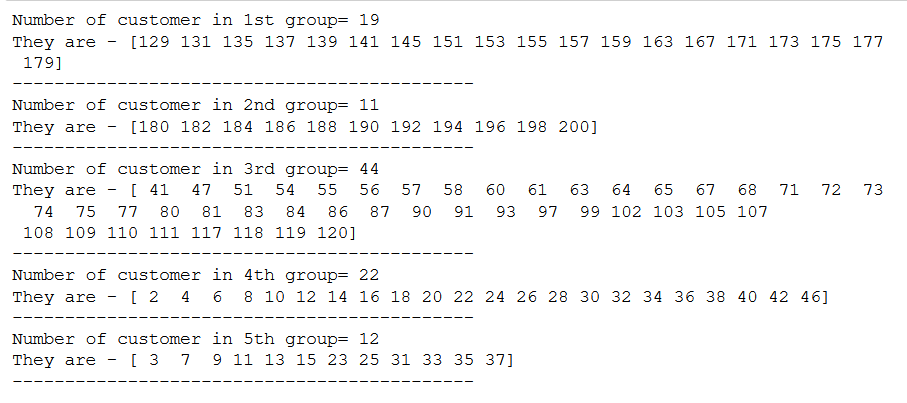 Number of customer in 1st group= 19
They are - [129 131 135 137 139 141 145 151 153 155 157 159 163 167 171 173 175 177
 179]
--------------------------------------------
Number of customer in 2nd group= 11
They are - [180 182 184 186 188 190 192 194 196 198 200]
--------------------------------------------
Number of customer in 3rd group= 44
They are - [ 41  47  51  54  55  56  57  58  60  61  63  64  65  67  68  71  72  73
  74  75  77  80  81  83  84  86  87  90  91  93  97  99 102 103 105 107
 108 109 110 111 117 118 119 120]
--------------------------------------------
Number of customer in 4th group= 22
They are - [ 2  4  6  8 10 12 14 16 18 20 22 24 26 28 30 32 34 36 38 40 42 46]
--------------------------------------------
Number of customer in 5th group= 12
They are - [ 3  7  9 11 13 15 23 25 31 33 35 37]
--------------------------------------------